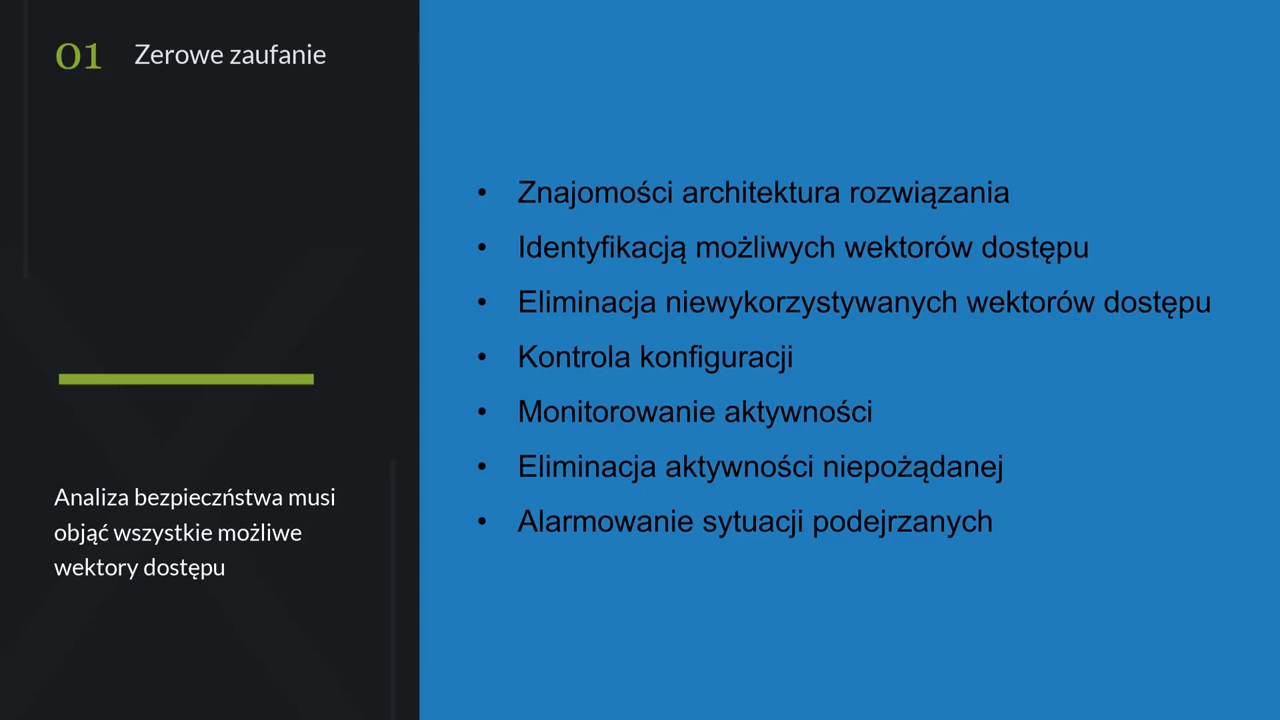 01 Zerowe zaufanie
Analiza bezpieczństwa musi
objąć wszystkie możliwe
wektory dostępu
• Znajomości architektura rozwiązania
• Identyfikacją możliwych wektorów dostępu
• Eliminacja niewykorzystywanych wektorów dostępu
• Kontrola konfiguracji
• Monitorowanie aktywności
• Eliminacja aktywności niepożądanej
• Alarmowanie sytuacji podejrzanych